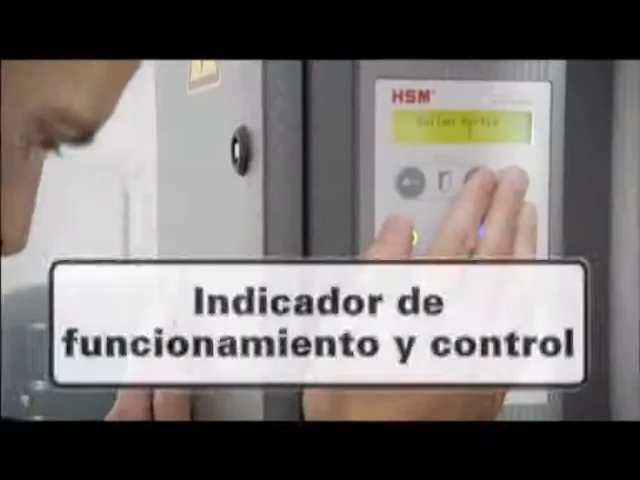 HSM
Indicador de
funcionamiento y control